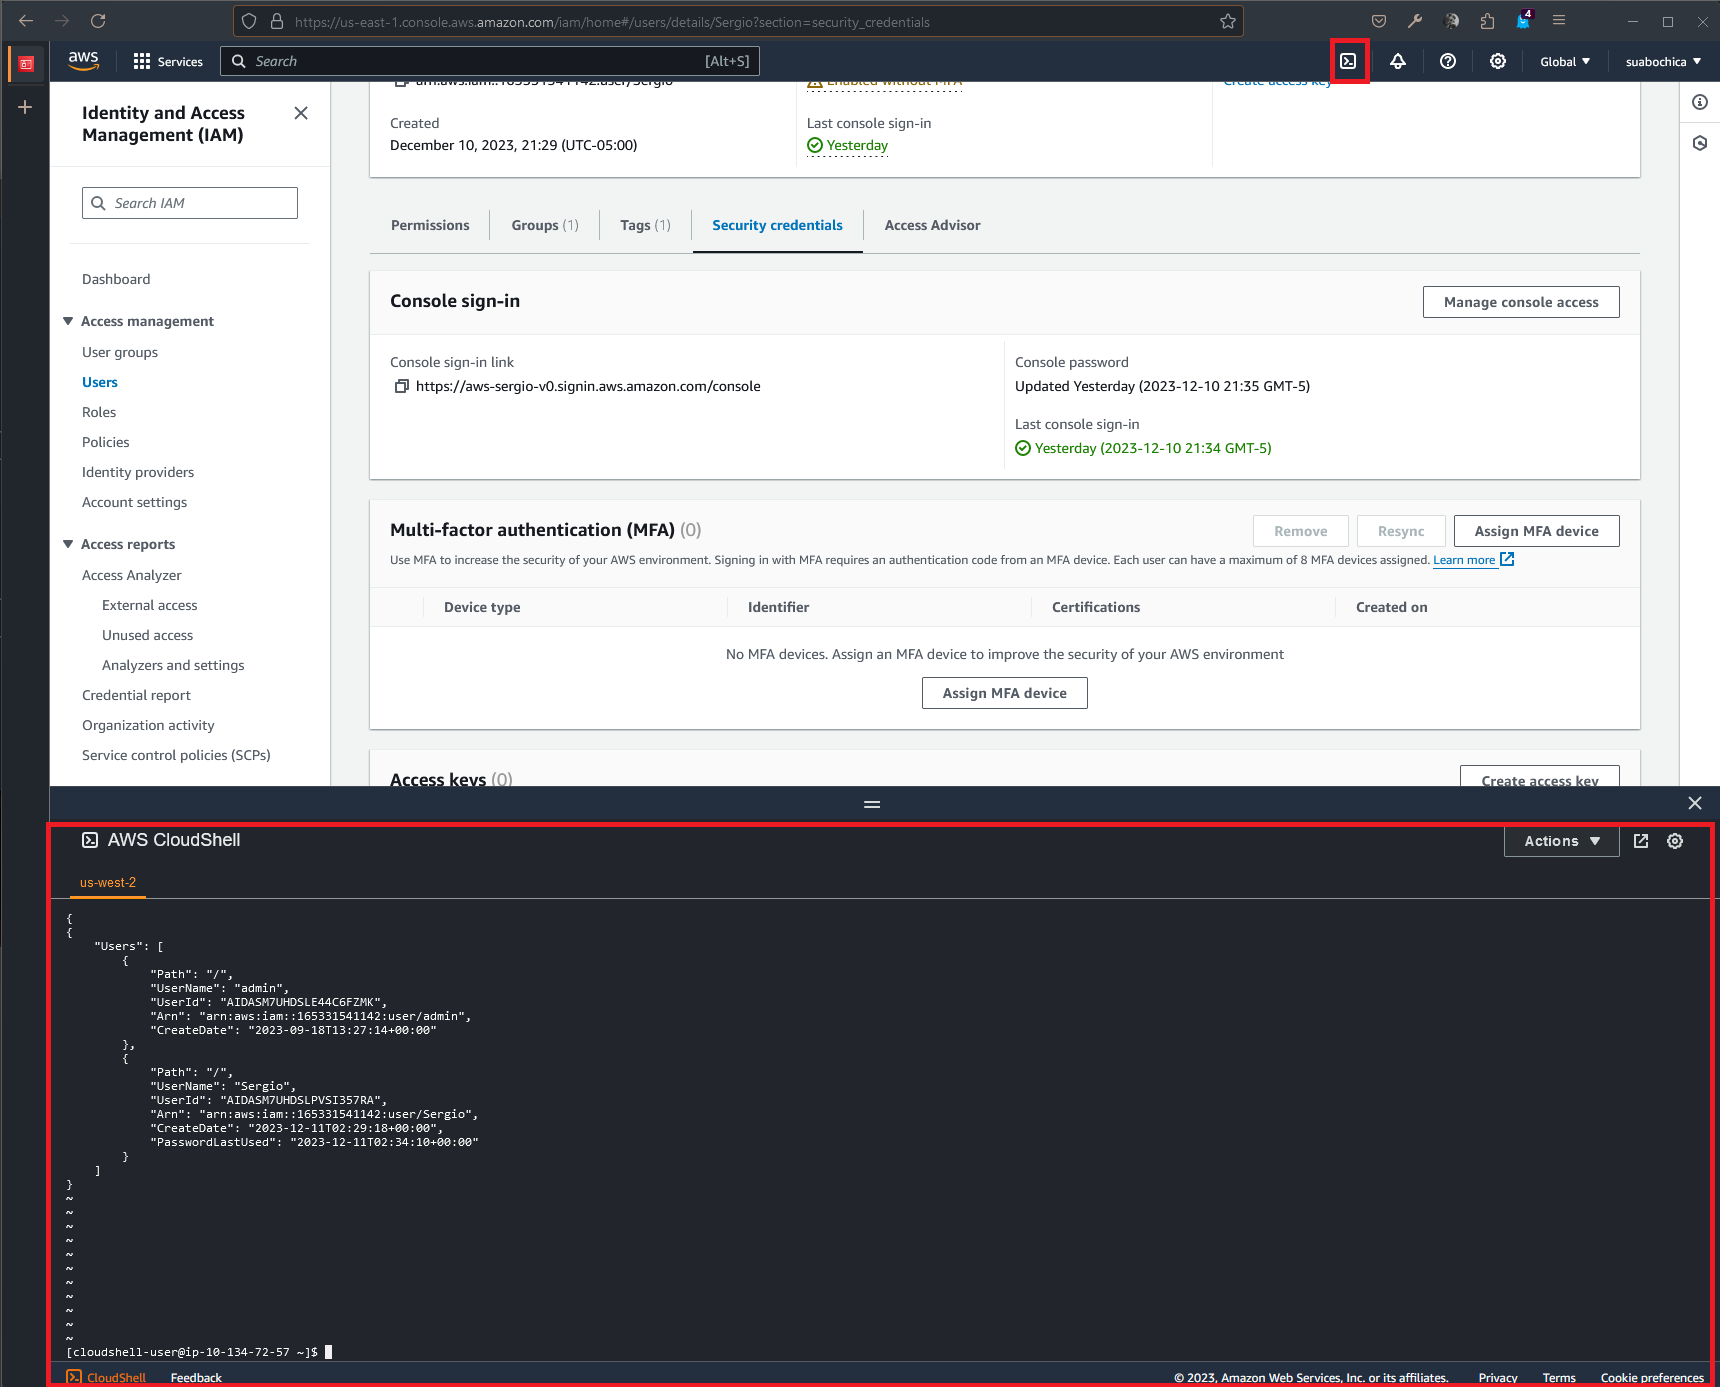 https://us-east-1.console.aws.amazon.com/iam/home#/users/details/Sergio?section=security_credentials
4
aws
Services
Search
[Alt+S]
Global
suabochica
Identity and Access Management (IAM)
Search IAM
Dashboard
Access management
User groups
Users
Roles
Policies
Identity providers
Account settings
Access reports
Access Analyzer
External access
Unused access
Analyzers and settings
Credential report
Organization activity
Service control policies (SCPs)
arn:aws:iam::165331541142:user/Sergio
Enabled without MFA
Create access key
Created
December 10, 2023, 21:29 (UTC-05:00)
Last console sign-in
Yesterday
Permissions
Groups (1)
Tags (1)
Security credentials
Access Advisor
Console sign-in
Manage console access
Console sign-in link
https://aws-sergio-v0.signin.aws.amazon.com/console
Console password
Updated Yesterday (2023-12-10 21:35 GMT-5)
Last console sign-in
Yesterday (2023-12-10 21:34 GMT-5)
Multi-factor authentication (MFA) (0)
Remove
Resync
Assign MFA device
Use MFA to increase the security of your AWS environment. Signing in with MFA requires an authentication code from an MFA device. Each user can have a maximum of 8 MFA devices assigned. Learn more
Device type
Identifier
Certifications
Created on
No MFA devices. Assign an MFA device to improve the security of your AWS environment
Assign MFA device
Access keys (0)
Create access key
AWS CloudShell
Actions
us-west-2
{
{
"Users": [
{
"Path": "/",
"UserName": "admin",
"UserId": "AIDASM7UHDSLE44C6FZMK",
"Arn": "arn:aws:iam::165331541142:user/admin",
"CreateDate": "2023-09-18T13:27:14+00:00"
},
{
"Path": "/",
"UserName": "Sergio",
"UserId": "AIDASM7UHDSLPVSI357RA",
"Arn": "arn:aws:iam::165331541142:user/Sergio",
"CreateDate": "2023-12-11T02:29:18+00:00",
"PasswordLastUsed": "2023-12-11T02:34:10+00:00"
}
]
}
~
~
~
~
~
~
~
~
~
~
~
[cloudshell-user@ip-10-134-72-57 ~]$
CloudShell
Feedback
© 2023, Amazon Web Services, Inc. or its affiliates.
Privacy
Terms
Cookie preferences